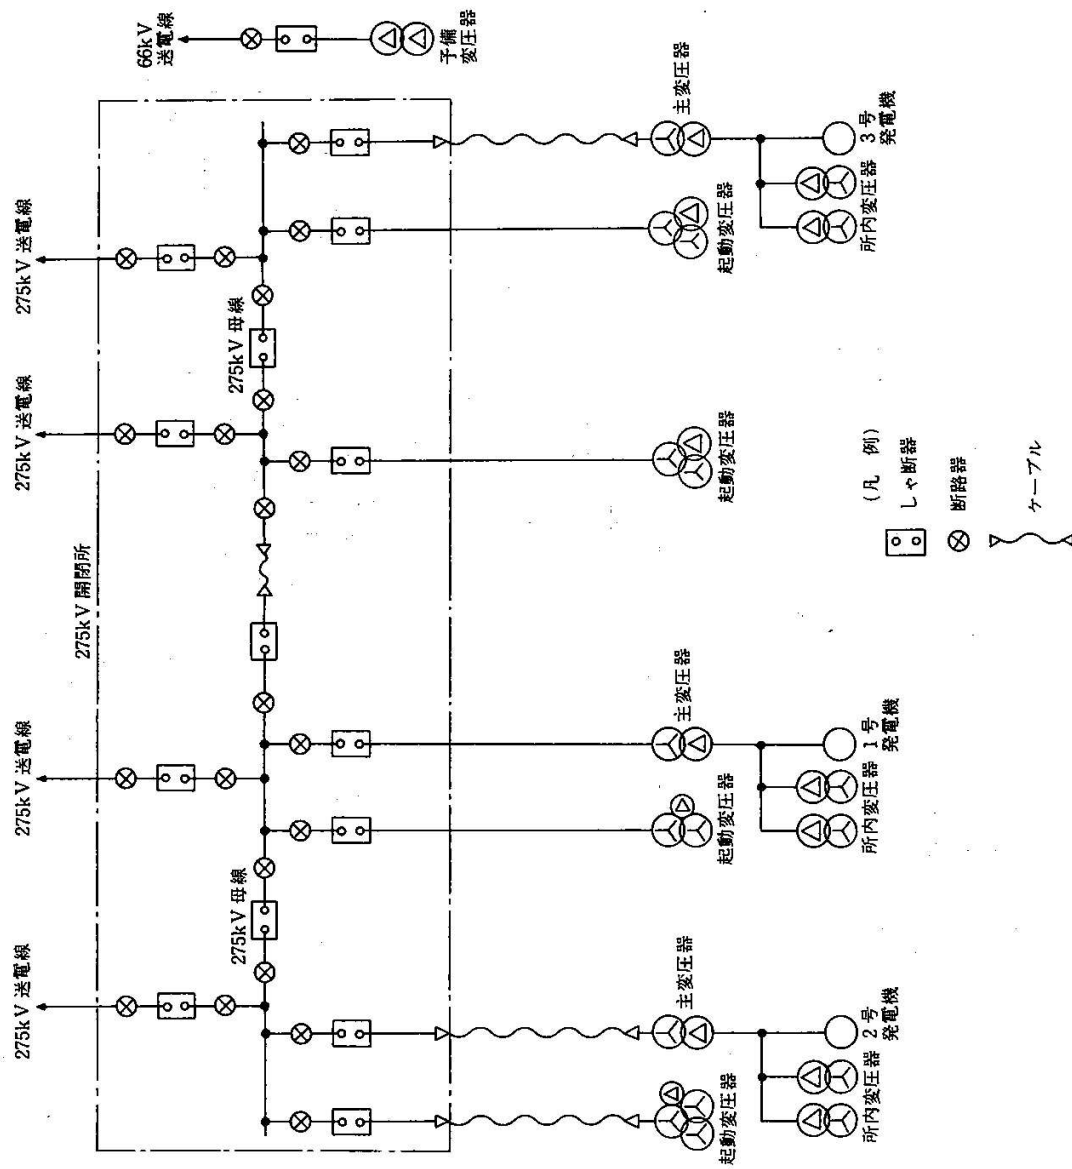 66kV
送電線
予備
変圧器
275kV 送電線
275kV 送電線
275kV 開閉所
275kV 送電線
275kV 送電線
275kV 母線
275kV 母線
主変圧器
起動変圧器
所内変圧器
3号
発電機
起動変圧器
主変圧器
起動変圧器
所内変圧器
1号
発電機
主変圧器
起動変圧器
所内変圧器
2号
発電機
(凡 例)
しゃ断器
断路器
ケーブル